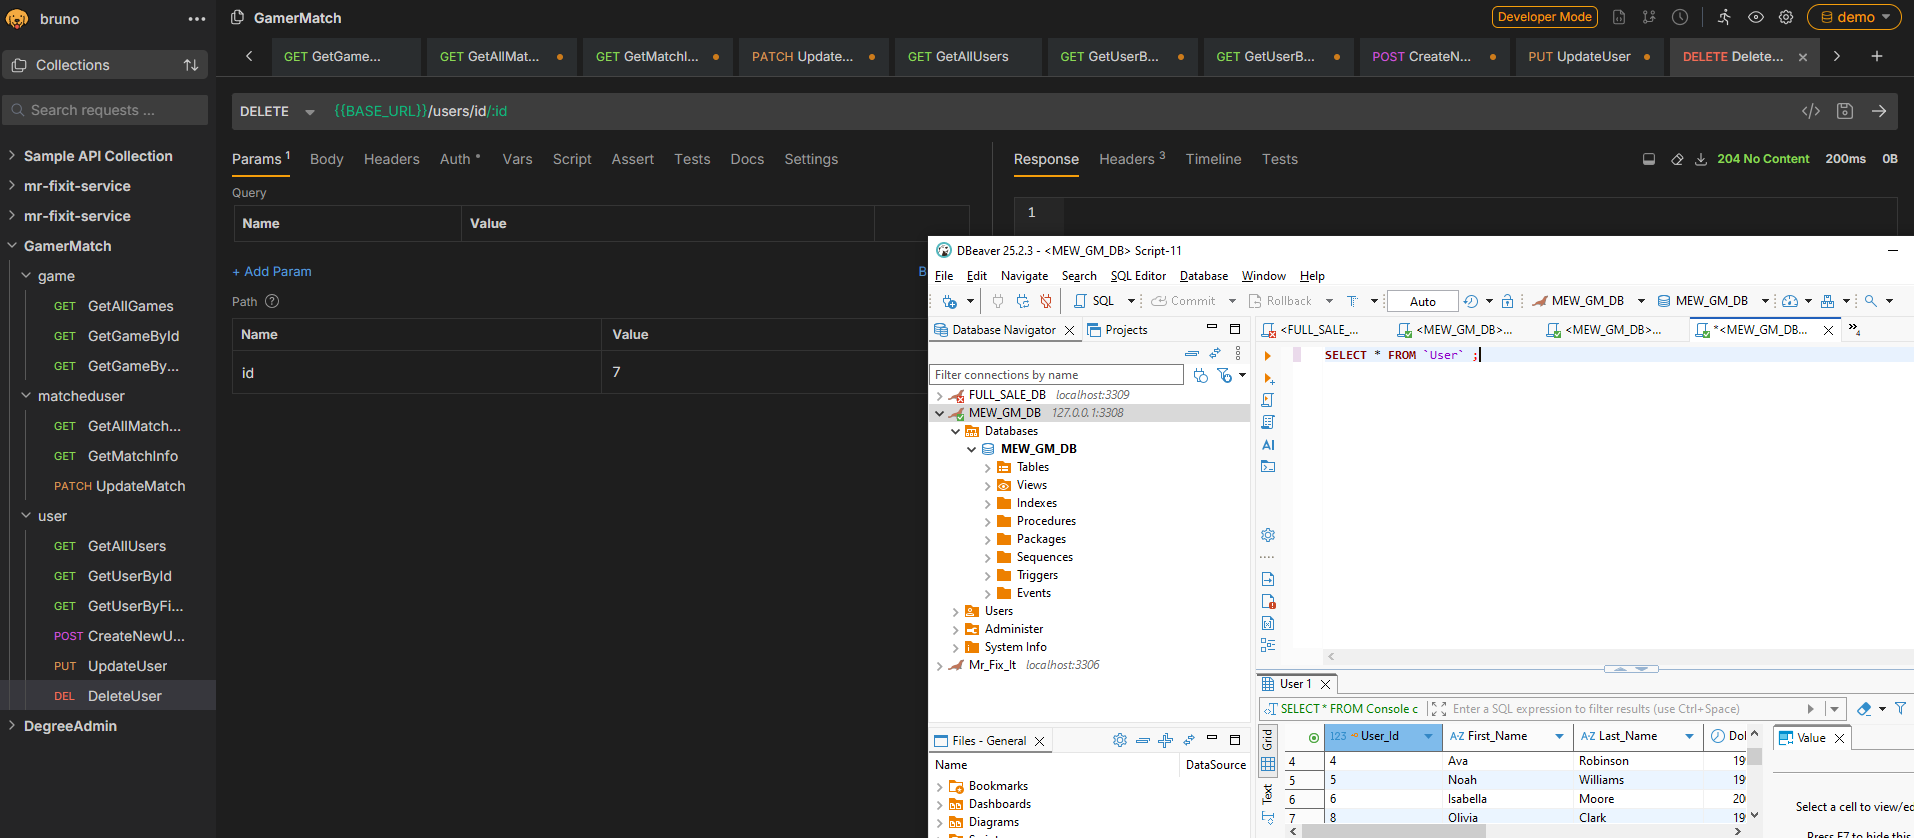 bruno
GamerMatch
Developer Mode
demo
Collections
GET GetGame...
GET GetAllMat...
GET GetMatchI...
PATCH Update...
GET GetAllUsers
GET GetUserB...
GET GetUserB...
POST CreateN...
PUT UpdateUser
DELETE Delete...
Search requests ...
DELETE
{{BASE_URL}}/users/id/:id
Sample API Collection
mr-fixit-service
mr-fixit-service
GamerMatch
game
GET GetAllGames
GET GetGameById
GET GetGameBy...
matcheduser
GET GetAllMatch...
GET GetMatchInfo
PATCH UpdateMatch
user
GET GetAllUsers
GET GetUserById
GET GetUserByFi...
POST CreateNewU...
PUT UpdateUser
DEL DeleteUser
DegreeAdmin
Params 1 Body Headers Auth Vars Script Assert Tests Docs Settings
Query
Name Value
+ Add Param
B
Path ?
Name Value
id 7
Response Headers 3 Timeline Tests
204 No Content 200ms 0B
1
DBeaver 25.2.3 - <MEW_GM_DB> Script-11
File Edit Navigate Search SQL Editor Database Window Help
SQL Commit Rollback T Auto MEW_GM_DB MEW_GM_DB
Database Navigator Projects
Filter connections by name
FULL_SALE_DB localhost:3309
MEW_GM_DB 127.0.0.1:3308
Databases
MEW_GM_DB
Tables
Views
Indexes
Procedures
Packages
Sequences
Triggers
Events
Users
Administer
System Info
Mr_Fix_It localhost:3306
Files - General
Name DataSource
Bookmarks
Dashboards
Diagrams
<FULL_SALE_... <MEW_GM_DB>... <MEW_GM_DB>... *<MEW_GM_DB... »4
SELECT * FROM `User` ;
AI
User 1
SELECT * FROM Console c
Enter a SQL expression to filter results (use Ctrl+Space)
Grid
Text
123 User_Id A-Z First_Name A-Z Last_Name Dol
4 4 Ava Robinson 19
5 5 Noah Williams 19
6 6 Isabella Moore 20
7 8 Olivia Clark 19
Value
Select a cell to view/ed
Press F7 to hide this